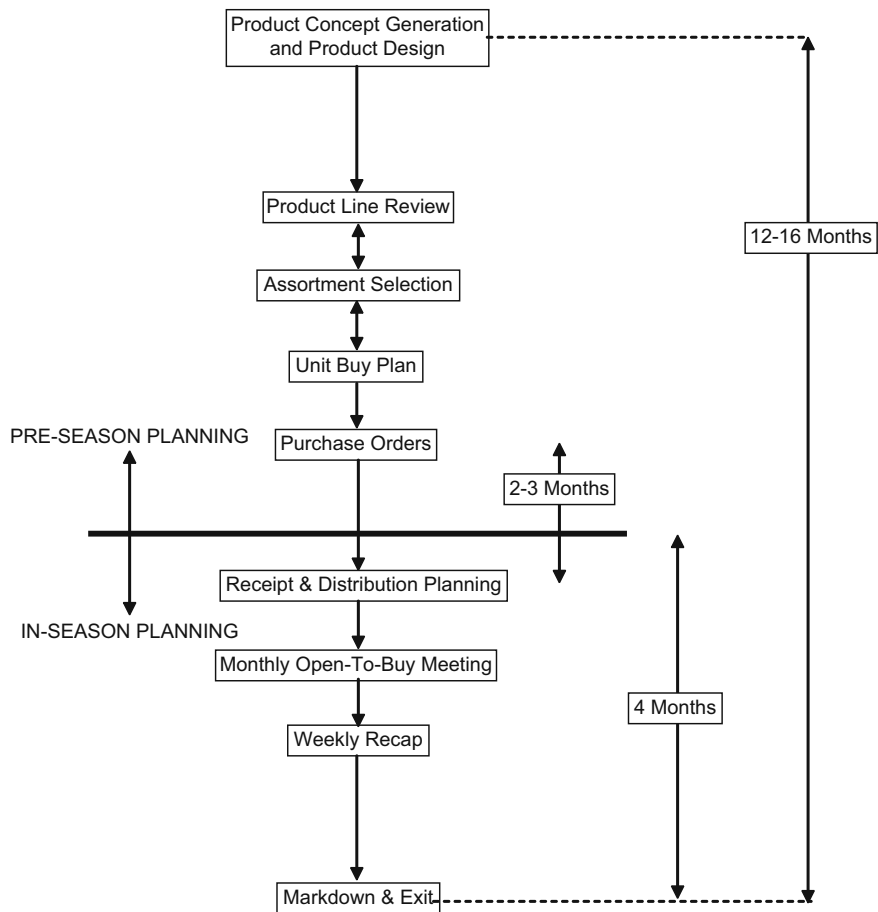 Product Concept Generation
and Product Design
Product Line Review
12-16 Months
Assortment Selection
Unit Buy Plan
PRE-SEASON PLANNING
Purchase Orders
2-3 Months
Receipt & Distribution Planning
IN-SEASON PLANNING
Monthly Open-To-Buy Meeting
4 Months
Weekly Recap
Markdown & Exit